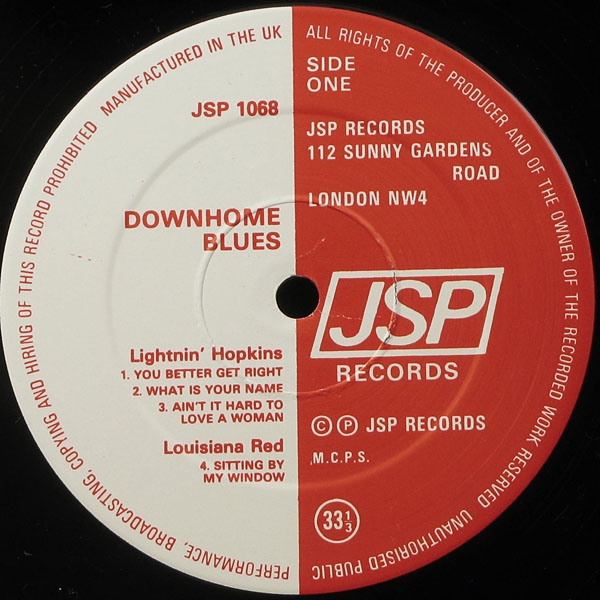 ALL RIGHTS OF THE PRODUCER AND OF THE OWNER OF THE RECORDED WORK RESERVED UNAUTHORISED PUBLIC PERFORMANCE, BROADCASTING, COPYING AND HIRING OF THIS RECORD PROHIBITED MANUFACTURED IN THE UK
JSP 1068
DOWNHOME
BLUES
Lightnin' Hopkins
1. YOU BETTER GET RIGHT
2. WHAT IS YOUR NAME
3. AIN'T IT HARD TO
LOVE A WOMAN
Louisiana Red
4. SITTING BY
MY WINDOW
SIDE
ONE
JSP RECORDS
112 SUNNY GARDENS
ROAD
LONDON NW4
JSP
RECORDS
© ℗ JSP RECORDS
M.C.P.S.
33 1/3